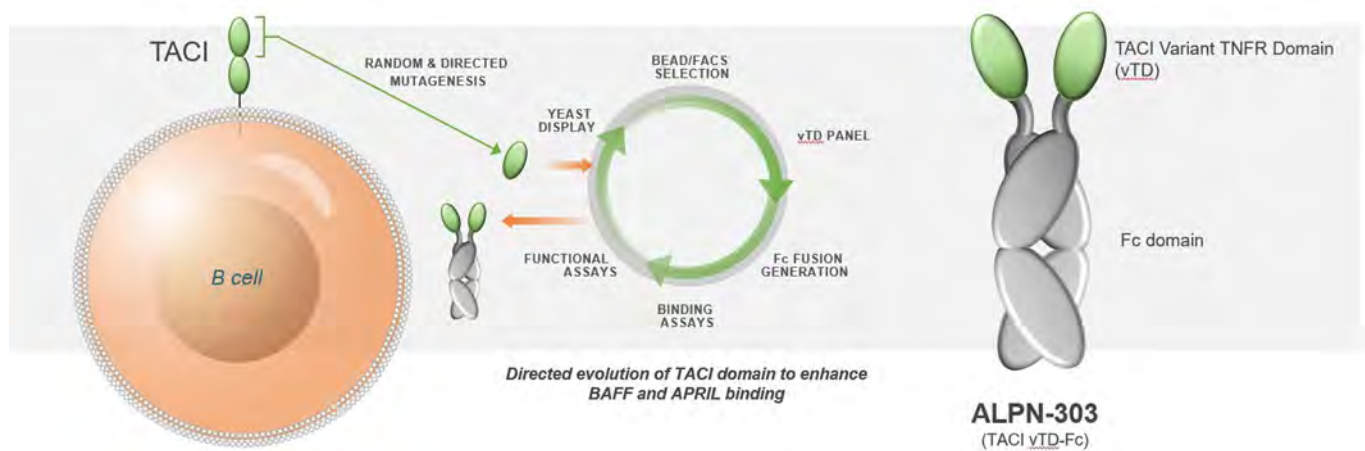 TACI
RANDOM & DIRECTED
MUTAGENESIS
BEAD/FACS
SELECTION
YEAST
DISPLAY
vTD PANEL
FUNCTIONAL
ASSAYS
Fc FUSION
GENERATION
BINDING
ASSAYS
B cell
Directed evolution of TACI domain to enhance
BAFF and APRIL binding
TACI Variant TNFR Domain
(vTD)
Fc domain
ALPN-303
(TACI vTD-Fc)